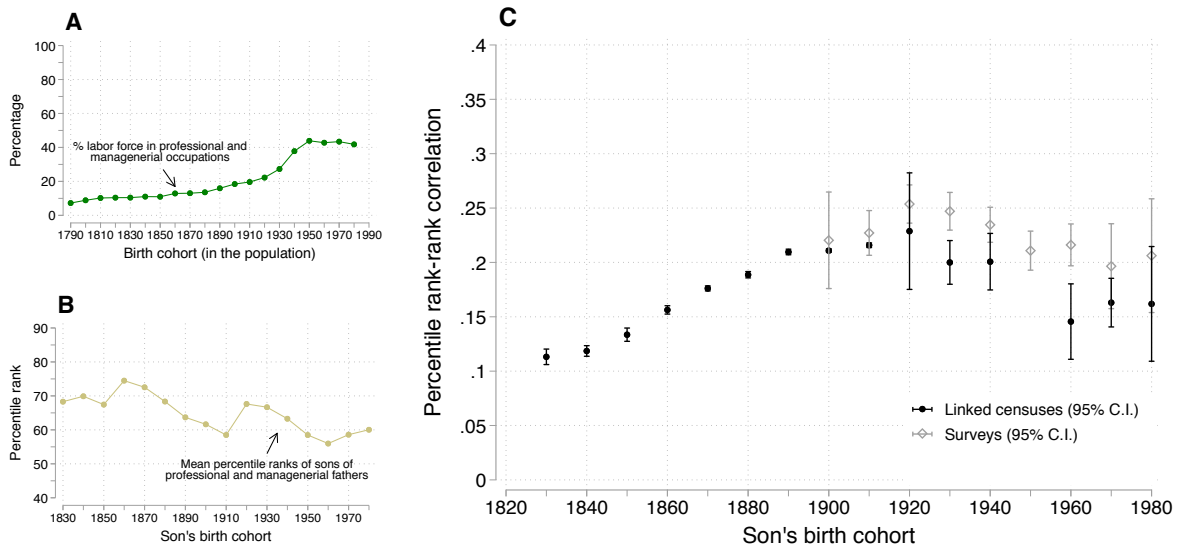 A
100
80
60
40
20
0
Percentage
% labor force in professional and
managenerial occupations
1790 1810 1830 1850 1870 1890 1910 1930 1950 1970 1990
Birth cohort (in the population)
B
90
80
70
60
50
40
Percentile rank
Mean percentile ranks of sons of
professional and managenerial fathers
1830 1850 1870 1890 1910 1930 1950 1970
Son's birth cohort
C
.4
.3
.25
.2
.15
.1
.05
0
Percentile rank-rank correlation
Linked censuses (95% C.I.)
Surveys (95% C.I.)
1820 1840 1860 1880 1900 1920 1940 1960 1980
Son's birth cohort